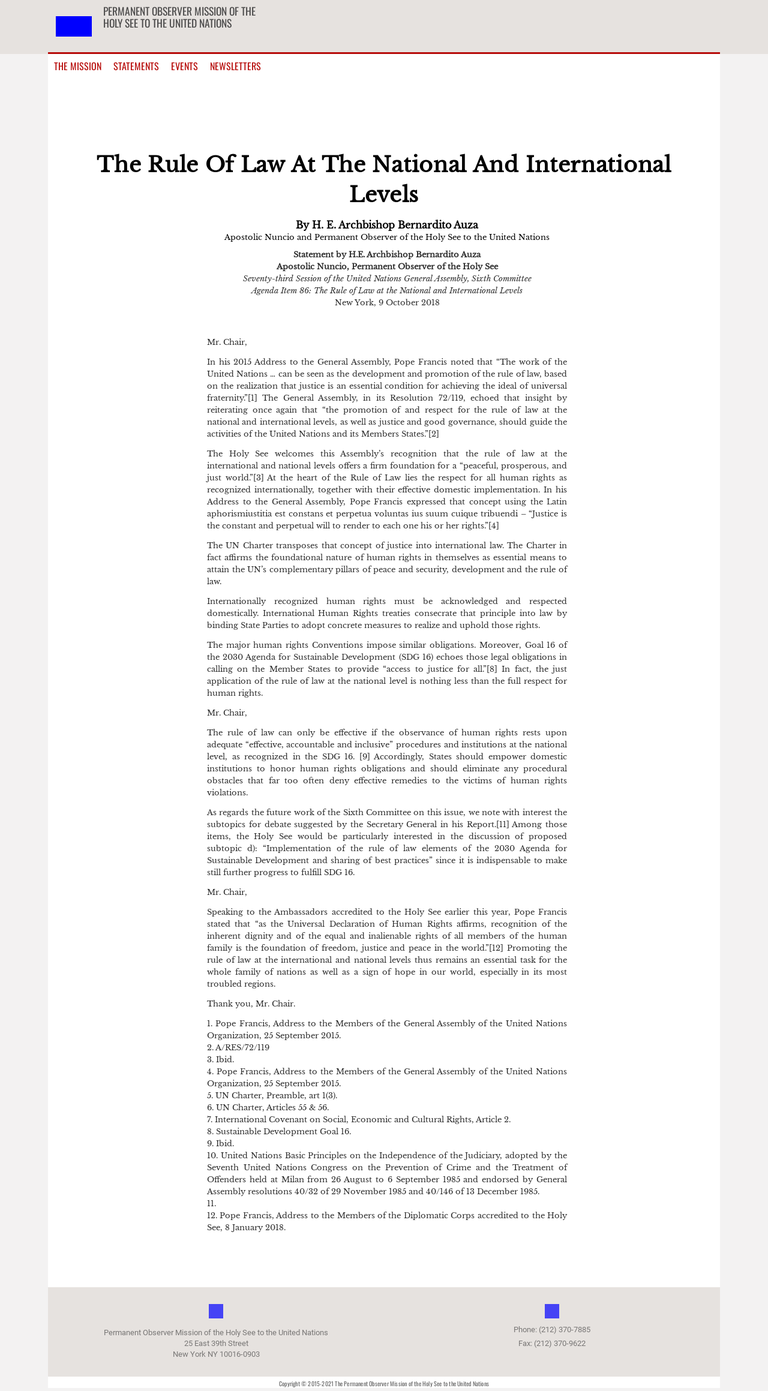 PERMANENT OBSERVER MISSION OF THE
HOLY SEE TO THE UNITED NATIONS
THE MISSION STATEMENTS EVENTS NEWSLETTERS
The Rule Of Law At The National And International
Levels
By H. E. Archbishop Bernardito Auza
Apostolic Nuncio and Permanent Observer of the Holy See to the United Nations
Statement by H.E. Archbishop Bernardito Auza
Apostolic Nuncio, Permanent Observer of the Holy See
Seventy-third Session of the United Nations General Assembly, Sixth Committee
Agenda Item 86: The Rule of Law at the National and International Levels
New York, 9 October 2018
Mr. Chair,
In his 2015 Address to the General Assembly, Pope Francis noted that “The work of the
United Nations … can be seen as the development and promotion of the rule of law, based
on the realization that justice is an essential condition for achieving the ideal of universal
fraternity.”[1] The General Assembly, in its Resolution 72/119, echoed that insight by
reiterating once again that “the promotion of and respect for the rule of law at the
national and international levels, as well as justice and good governance, should guide the
activities of the United Nations and its Members States.”[2]
The Holy See welcomes this Assembly’s recognition that the rule of law at the
international and national levels offers a firm foundation for a “peaceful, prosperous, and
just world.”[3] At the heart of the Rule of Law lies the respect for all human rights as
recognized internationally, together with their effective domestic implementation. In his
Address to the General Assembly, Pope Francis expressed that concept using the Latin
aphorismiustitia est constans et perpetua voluntas ius suum cuique tribuendi – “Justice is
the constant and perpetual will to render to each one his or her rights.”[4]
The UN Charter transposes that concept of justice into international law. The Charter in
fact affirms the foundational nature of human rights in themselves as essential means to
attain the UN’s complementary pillars of peace and security, development and the rule of
law.
Internationally recognized human rights must be acknowledged and respected
domestically. International Human Rights treaties consecrate that principle into law by
binding State Parties to adopt concrete measures to realize and uphold those rights.
The major human rights Conventions impose similar obligations. Moreover, Goal 16 of
the 2030 Agenda for Sustainable Development (SDG 16) echoes those legal obligations in
calling on the Member States to provide “access to justice for all.”[8] In fact, the just
application of the rule of law at the national level is nothing less than the full respect for
human rights.
Mr. Chair,
The rule of law can only be effective if the observance of human rights rests upon
adequate “effective, accountable and inclusive” procedures and institutions at the national
level, as recognized in the SDG 16. [9] Accordingly, States should empower domestic
institutions to honor human rights obligations and should eliminate any procedural
obstacles that far too often deny effective remedies to the victims of human rights
violations.
As regards the future work of the Sixth Committee on this issue, we note with interest the
subtopics for debate suggested by the Secretary General in his Report.[11] Among those
items, the Holy See would be particularly interested in the discussion of proposed
subtopic d): “Implementation of the rule of law elements of the 2030 Agenda for
Sustainable Development and sharing of best practices” since it is indispensable to make
still further progress to fulfill SDG 16.
Mr. Chair,
Speaking to the Ambassadors accredited to the Holy See earlier this year, Pope Francis
stated that “as the Universal Declaration of Human Rights affirms, recognition of the
inherent dignity and of the equal and inalienable rights of all members of the human
family is the foundation of freedom, justice and peace in the world.”[12] Promoting the
rule of law at the international and national levels thus remains an essential task for the
whole family of nations as well as a sign of hope in our world, especially in its most
troubled regions.
Thank you, Mr. Chair.
1. Pope Francis, Address to the Members of the General Assembly of the United Nations
Organization, 25 September 2015.
2. A/RES/72/119
3. Ibid.
4. Pope Francis, Address to the Members of the General Assembly of the United Nations
Organization, 25 September 2015.
5. UN Charter, Preamble, art 1(3).
6. UN Charter, Articles 55 & 56.
7. International Covenant on Social, Economic and Cultural Rights, Article 2.
8. Sustainable Development Goal 16.
9. Ibid.
10. United Nations Basic Principles on the Independence of the Judiciary, adopted by the
Seventh United Nations Congress on the Prevention of Crime and the Treatment of
Offenders held at Milan from 26 August to 6 September 1985 and endorsed by General
Assembly resolutions 40/32 of 29 November 1985 and 40/146 of 13 December 1985.
11.
12. Pope Francis, Address to the Members of the Diplomatic Corps accredited to the Holy
See, 8 January 2018.
Permanent Observer Mission of the Holy See to the United Nations
25 East 39th Street
New York NY 10016-0903
Phone: (212) 370-7885
Fax: (212) 370-9622
Copyright © 2015-2021 The Permanent Observer Mission of the Holy See to the United Nations